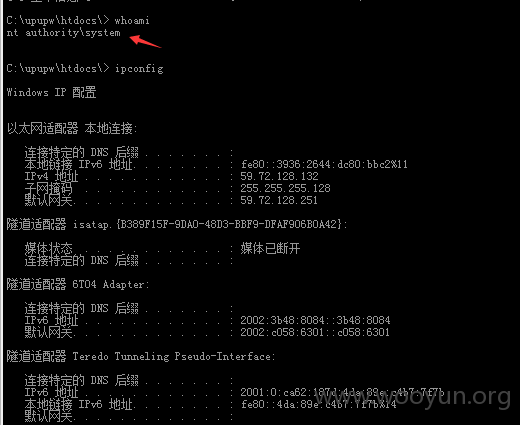 C:\upupw\htdocs\> whoami
nt authority\system
C:\upupw\htdocs\> ipconfig
Windows IP 配置
以太网适配器 本地连接:
连接特定的 DNS 后缀 . . . . . . . :
本地链接 IPv6 地址. . . . . . . . : fe80::3936:2644:dc80:bbc2%11
IPv4 地址 . . . . . . . . . . . . : 59.72.128.132
子网掩码 . . . . . . . . . . . . : 255.255.255.128
默认网关. . . . . . . . . . . . . : 59.72.128.251
隧道适配器 isatap.{B389F15F-9DA0-48D3-BBF9-DFAF906B0A42}:
媒体状态 . . . . . . . . . . . . : 媒体已断开
连接特定的 DNS 后缀 . . . . . . . :
隧道适配器 6TO4 Adapter:
连接特定的 DNS 后缀 . . . . . . . :
IPv6 地址 . . . . . . . . . . . . : 2002:3b48:8084::3b48:8084
默认网关. . . . . . . . . . . . . : 2002:c058:6301::c058:6301
隧道适配器 Teredo Tunneling Pseudo-Interface:
连接特定的 DNS 后缀 . . . . . . . :
IPv6 地址 . . . . . . . . . . . . : 2001:0:ca62:187d:4da:89e:c4b7:7f7b
本地链接 IPv6 地址. . . . . . . . : fe80::4da:89e:c4b7:7f7b%14
默认网关. . . . . . . . . . . . . :
www.wooyun.org